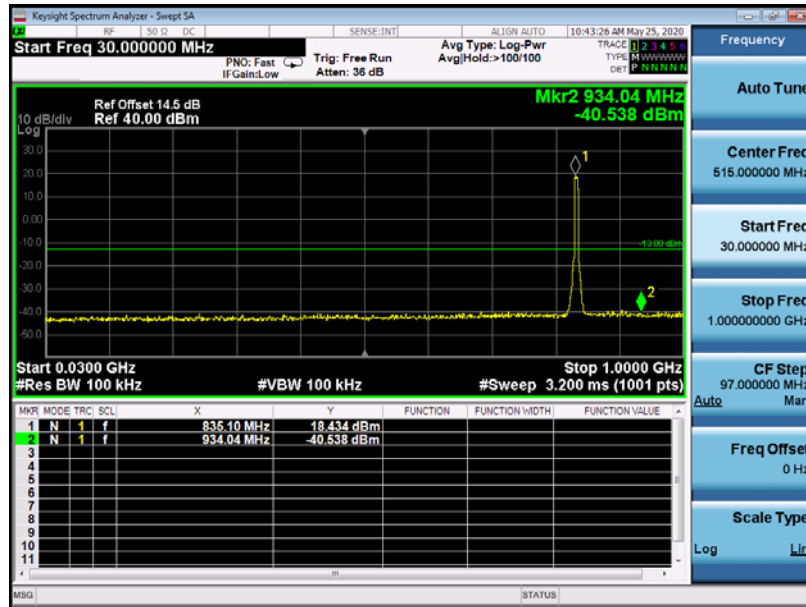 Keysight Spectrum Analyzer - Swept SA
RF 50 Ω DC SENSE:INT ALIGN AUTO 10:43:26 AM May 25, 2020
Start Freq 30.000000 MHz
PNO: Fast
IFGain:Low
Trig: Free Run
Atten: 36 dB
Avg Type: Log-Pwr
Avg|Hold:>100/100
TRACE 1 2 3 4 5 6
TYPE M WWWWW
DET P N N N N N
Ref Offset 14.5 dB
10 dB/div Ref 40.00 dBm
Log
Mkr2 934.04 MHz
-40.538 dBm
30.0
20.0
10.0
0.00
-10.0
-20.0
-30.0
-40.0
-50.0
1
-13.00 dBm
2
Start 0.0300 GHz Stop 1.0000 GHz
#Res BW 100 kHz #VBW 100 kHz #Sweep 3.200 ms (1001 pts)
MKR MODE TRC SCL X Y FUNCTION FUNCTION WIDTH FUNCTION VALUE
1 N 1 f 835.10 MHz 18.434 dBm
2 N 1 f 934.04 MHz -40.538 dBm
3
4
5
6
7
8
9
10
11
MSG STATUS
Frequency
Auto Tune
Center Freq
515.000000 MHz
Start Freq
30.000000 MHz
Stop Freq
1.000000000 GHz
CF Step
97.000000 MHz
Auto Man
Freq Offset
0 Hz
Scale Type
Log Lin